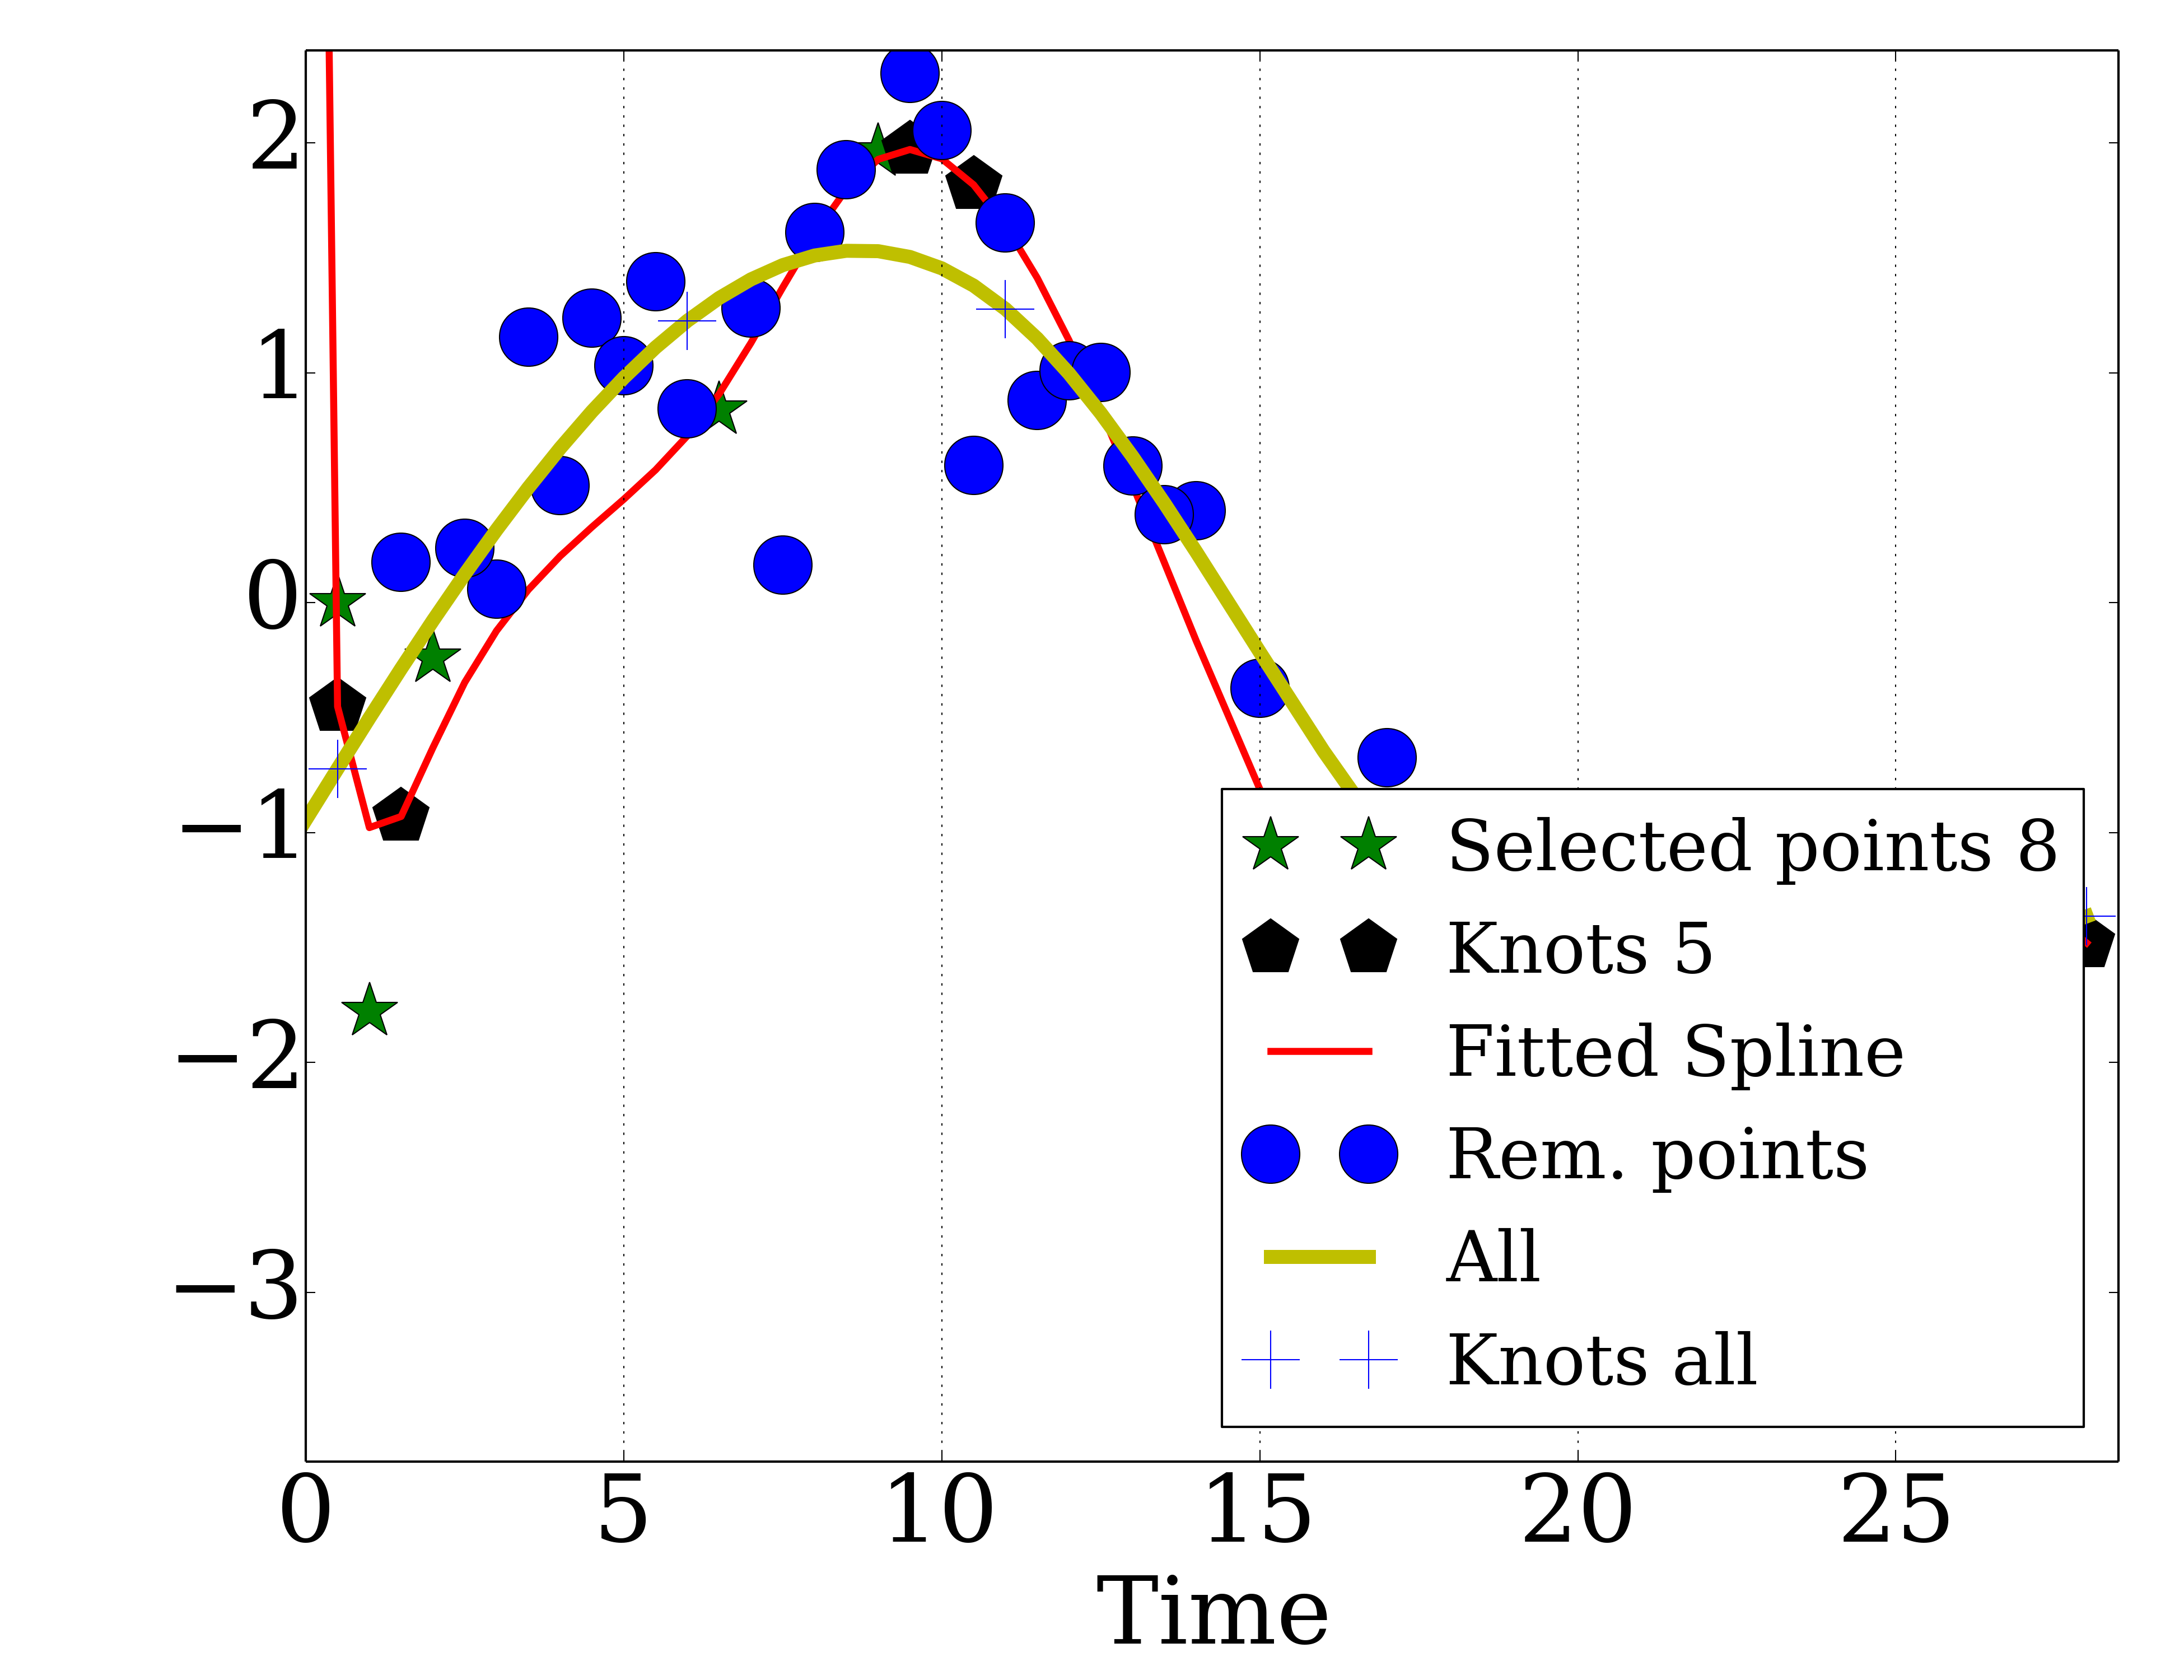 2
1
0
−1
−2
−3
Selected points 8
Knots 5
Fitted Spline
Rem. points
All
Knots all
0 5 10 15 20 25
Time